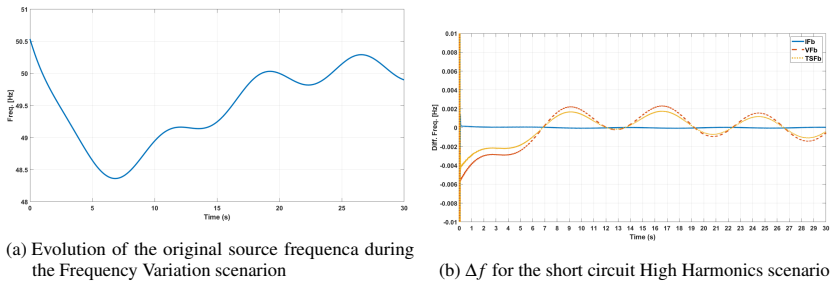 50.5
50
49.5
49
48.5
48
Freq. [Hz]
0 5 10 15 20 25 30
Time (s)
0.01
0.008
0.006
0.004
0.002
0
-0.002
-0.004
-0.006
-0.008
-0.01
Diff. Freq. [Hz]
IFb
VFb
TSFb
0 1 2 3 4 5 6 7 8 9 10 11 12 13 14 15 16 17 18 19 20 21 22 23 24 25 26 27 28 29 30
Time (s)
(a) Evolution of the original source frequenca during
the Frequency Variation scenarion
(b) Δf for the short circuit High Harmonics scenario